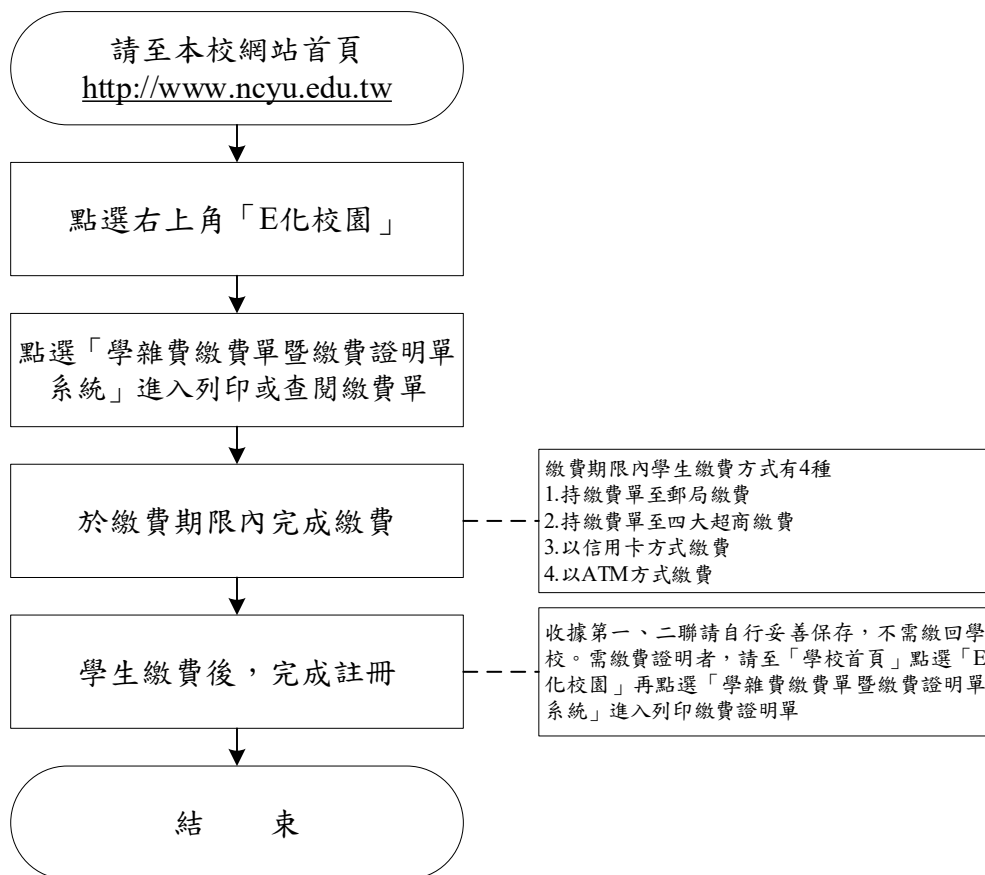 請至本校網站首頁
http://www.ncyu.edu.tw
點選右上角「E化校園」
點選「學雜費繳費單暨繳費證明單
系統」進入列印或查閱繳費單
於繳費期限內完成繳費
繳費期限內學生繳費方式有4種
1.持繳費單至郵局繳費
2.持繳費單至四大超商繳費
3.以信用卡方式繳費
4.以ATM方式繳費
學生繳費後，完成註冊
收據第一、二聯請自行妥善保存，不需繳回學
校。需繳費證明者，請至「學校首頁」點選「E
化校園」再點選「學雜費繳費單暨繳費證明單
系統」進入列印繳費證明單
結　　束